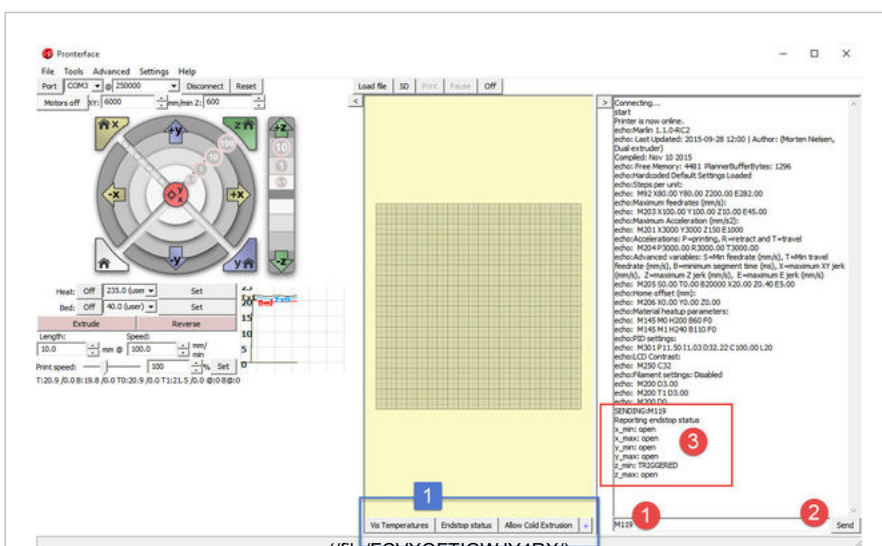 Pronterface
File Tools Advanced Settings Help
Port COM3 @ 250000 Disconnect Reset
Motors off XY: 6000 mm/min Z: 600
Load file SD Print Pause Off
< >
X Z
+Y +Z
100
10 10
1 1
-X Y X +X
-Y Y -Z
Heat: Off 235.0 (user) Set
Bed: Off 40.0 (user) Set
Extrude Reverse
Length: Speed:
10.0 mm @ 100.0 mm/ min
Print speed: 100 % Set
T:20.9 /0.0 B:19.8 /0.0 T0:20.9 /0.0 T1:21.5 /0.0 @:0 B@:0
20 Bed
15
10
5
0
Connecting...
start
Printer is now online.
echo:Marlin 1.1.0-RC2
echo: Last Updated: 2015-09-28 12:00 | Author: (Morten Nielsen,
Dual extruder)
Compiled: Nov 10 2015
echo: Free Memory: 4481 PlannerBufferBytes: 1296
echo:Hardcoded Default Settings Loaded
echo:Steps per unit:
echo: M92 X80.00 Y80.00 Z200.00 E282.00
echo:Maximum feedrates (mm/s):
echo: M203 X100.00 Y100.00 Z10.00 E45.00
echo:Maximum Acceleration (mm/s2):
echo: M201 X3000 Y3000 Z150 E1000
echo:Accelerations: P=printing, R=retract and T=travel
echo: M204 P3000.00 R3000.00 T3000.00
echo:Advanced variables: S=Min feedrate (mm/s), T=Min travel
feedrate (mm/s), B=minimum segment time (ms), X=maximum XY jerk
(mm/s), Z=maximum Z jerk (mm/s), E=maximum E jerk (mm/s)
echo: M205 S0.00 T0.00 B20000 X20.00 Z0.40 E5.00
echo:Home offset (mm):
echo: M206 X0.00 Y0.00 Z0.00
echo:Material heatup parameters:
echo: M145 M0 H200 B60 F0
echo: M145 M1 H240 B110 F0
echo:PID settings:
echo: M301 P11.50 I1.03 D32.22 C100.00 L20
echo:LCD Contrast:
echo: M250 C32
echo:Filament settings: Disabled
echo: M200 D3.00
echo: M200 T1 D3.00
echo: M200 D0
SENDING:M119
Reporting endstop status
x_min: open
x_max: open
y_min: open
y_max: open
z_min: TRIGGERED
z_max: open
3
1
Vis Temperatures Endstop status Allow Cold Extrusion +
M119 1 2 Send